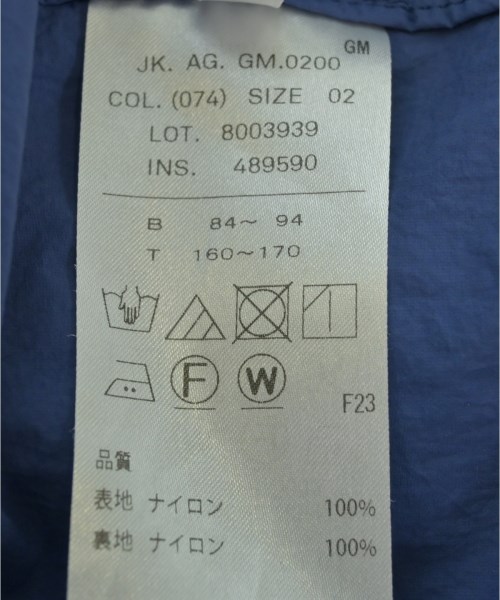 GM
JK. AG. GM.0200
COL. (074) SIZE 02
LOT. 8003939
INS. 489590
B 84～ 94
T 160～170
F W
F23
品質
表地 ナイロン 100%
裏地 ナイロン 100%